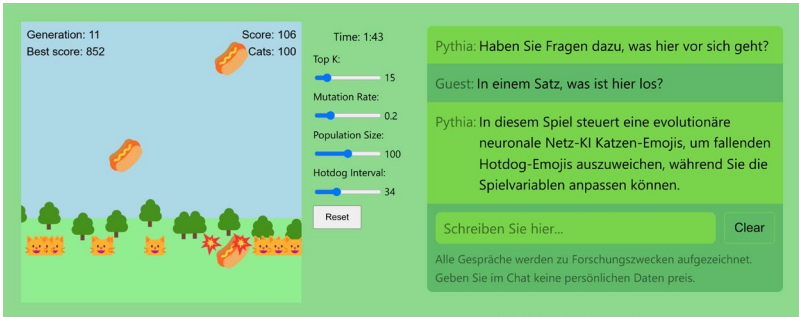 Generation: 11
Score: 106
Best score: 852
Cats: 100
Time: 1:43
Top K:
15
Mutation Rate:
0.2
Population Size:
100
Hotdog Interval:
34
Reset
Pythia: Haben Sie Fragen dazu, was hier vor sich geht?
Guest: In einem Satz, was ist hier los?
Pythia: In diesem Spiel steuert eine evolutionäre
neuronale Netz-KI Katzen-Emojis, um fallenden
Hotdog-Emojis auszuweichen, während Sie die
Spielvariablen anpassen können.
Schreiben Sie hier...
Clear
Alle Gespräche werden zu Forschungszwecken aufgezeichnet.
Geben Sie im Chat keine persönlichen Daten preis.